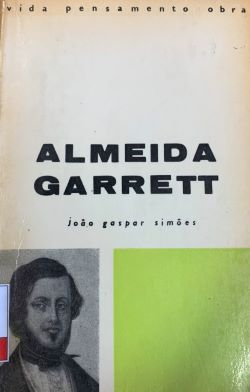 vida pensamento obra
ALMEIDA
GARRETT
joão gaspar simões